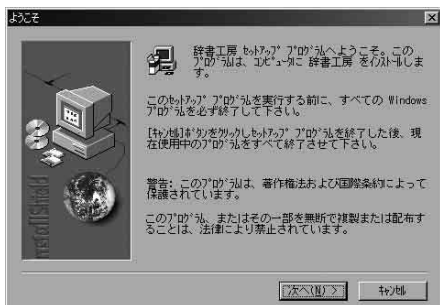 ようこそ
辞書工房 ｾｯﾄｱｯﾌﾟ ﾌﾟﾛｸﾞﾗﾑへようこそ。この
ﾌﾟﾛｸﾞﾗﾑは、ｺﾝﾋﾟｭｰﾀに 辞書工房 をｲﾝｽﾄｰﾙしま
す。
このｾｯﾄｱｯﾌﾟ ﾌﾟﾛｸﾞﾗﾑを実行する前に、すべての Windows
ﾌﾟﾛｸﾞﾗﾑを必ず終了して下さい。
[ｷｬﾝｾﾙ]ﾎﾞﾀﾝをｸﾘｯｸしｾｯﾄｱｯﾌﾟ ﾌﾟﾛｸﾞﾗﾑを終了した後、現
在使用中のﾌﾟﾛｸﾞﾗﾑをすべて終了させて下さい。
警告: このﾌﾟﾛｸﾞﾗﾑは、著作権法および国際条約によって
保護されています。
このﾌﾟﾛｸﾞﾗﾑ、またはその一部を無断で複製または配布す
ることは、法律により禁止されています。
InstallShield
次へ(N) >
ｷｬﾝｾﾙ